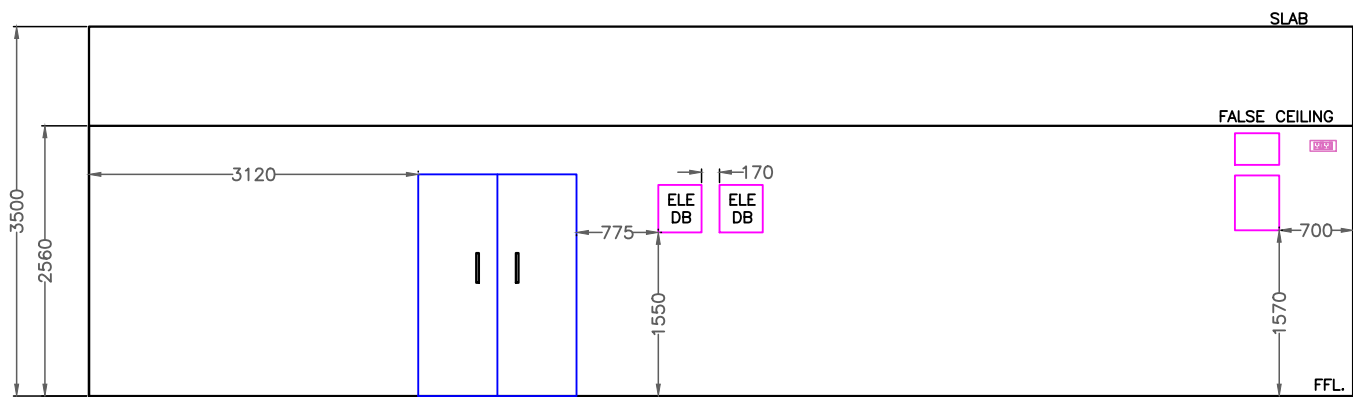 SLAB
FALSE CEILING
3120
170
ELE
DB
ELE
DB
3500
2560
775
700
1550
1570
FFL.